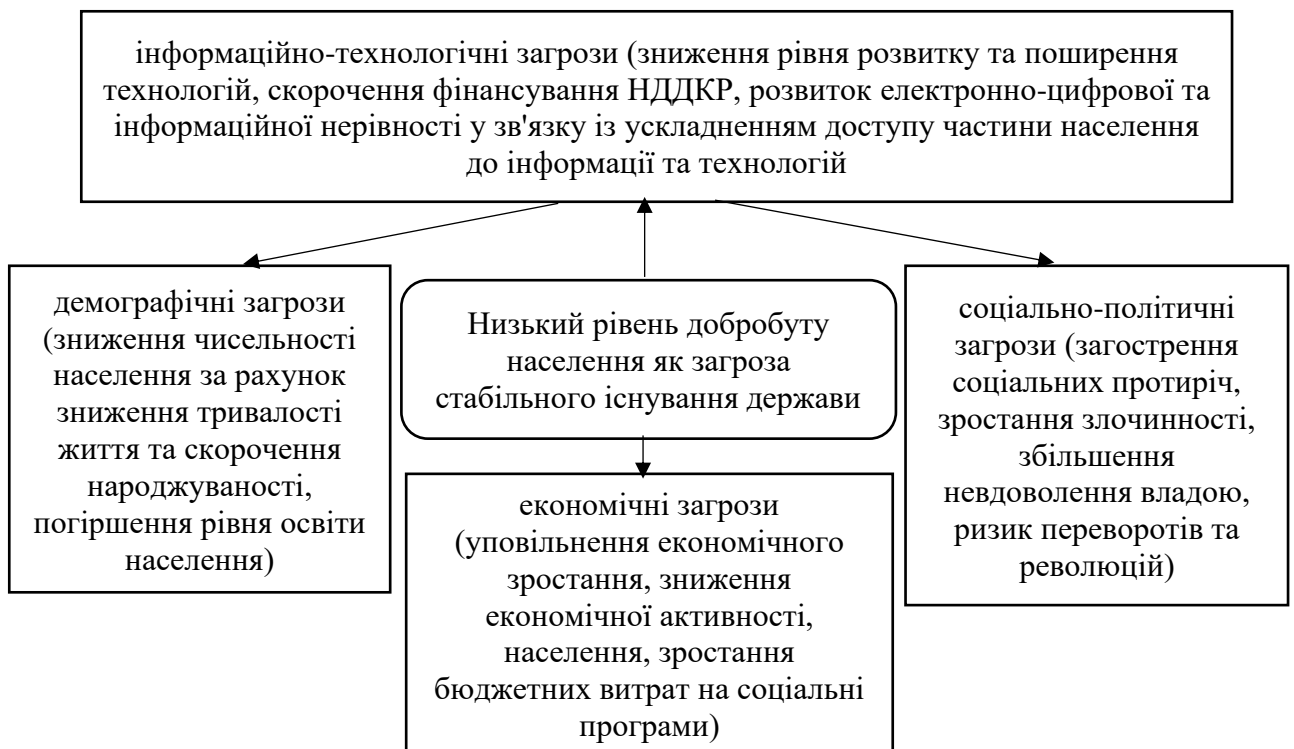 інформаційно-технологічні загрози (зниження рівня розвитку та поширення
технологій, скорочення фінансування НДДКР, розвиток електронно-цифрової та
інформаційної нерівності у зв'язку із ускладненням доступу частини населення
до інформації та технологій
демографічні загрози
(зниження чисельності
населення за рахунок
зниження тривалості
життя та скорочення
народжуваності,
погіршення рівня освіти
населення)
Низький рівень добробуту
населення як загроза
стабільного існування держави
соціально-політичні
загрози (загострення
соціальних протиріч,
зростання злочинності,
збільшення
невдоволення владою,
ризик переворотів та
революцій)
економічні загрози
(уповільнення економічного
зростання, зниження
економічної активності,
населення, зростання
бюджетних витрат на соціальні
програми)